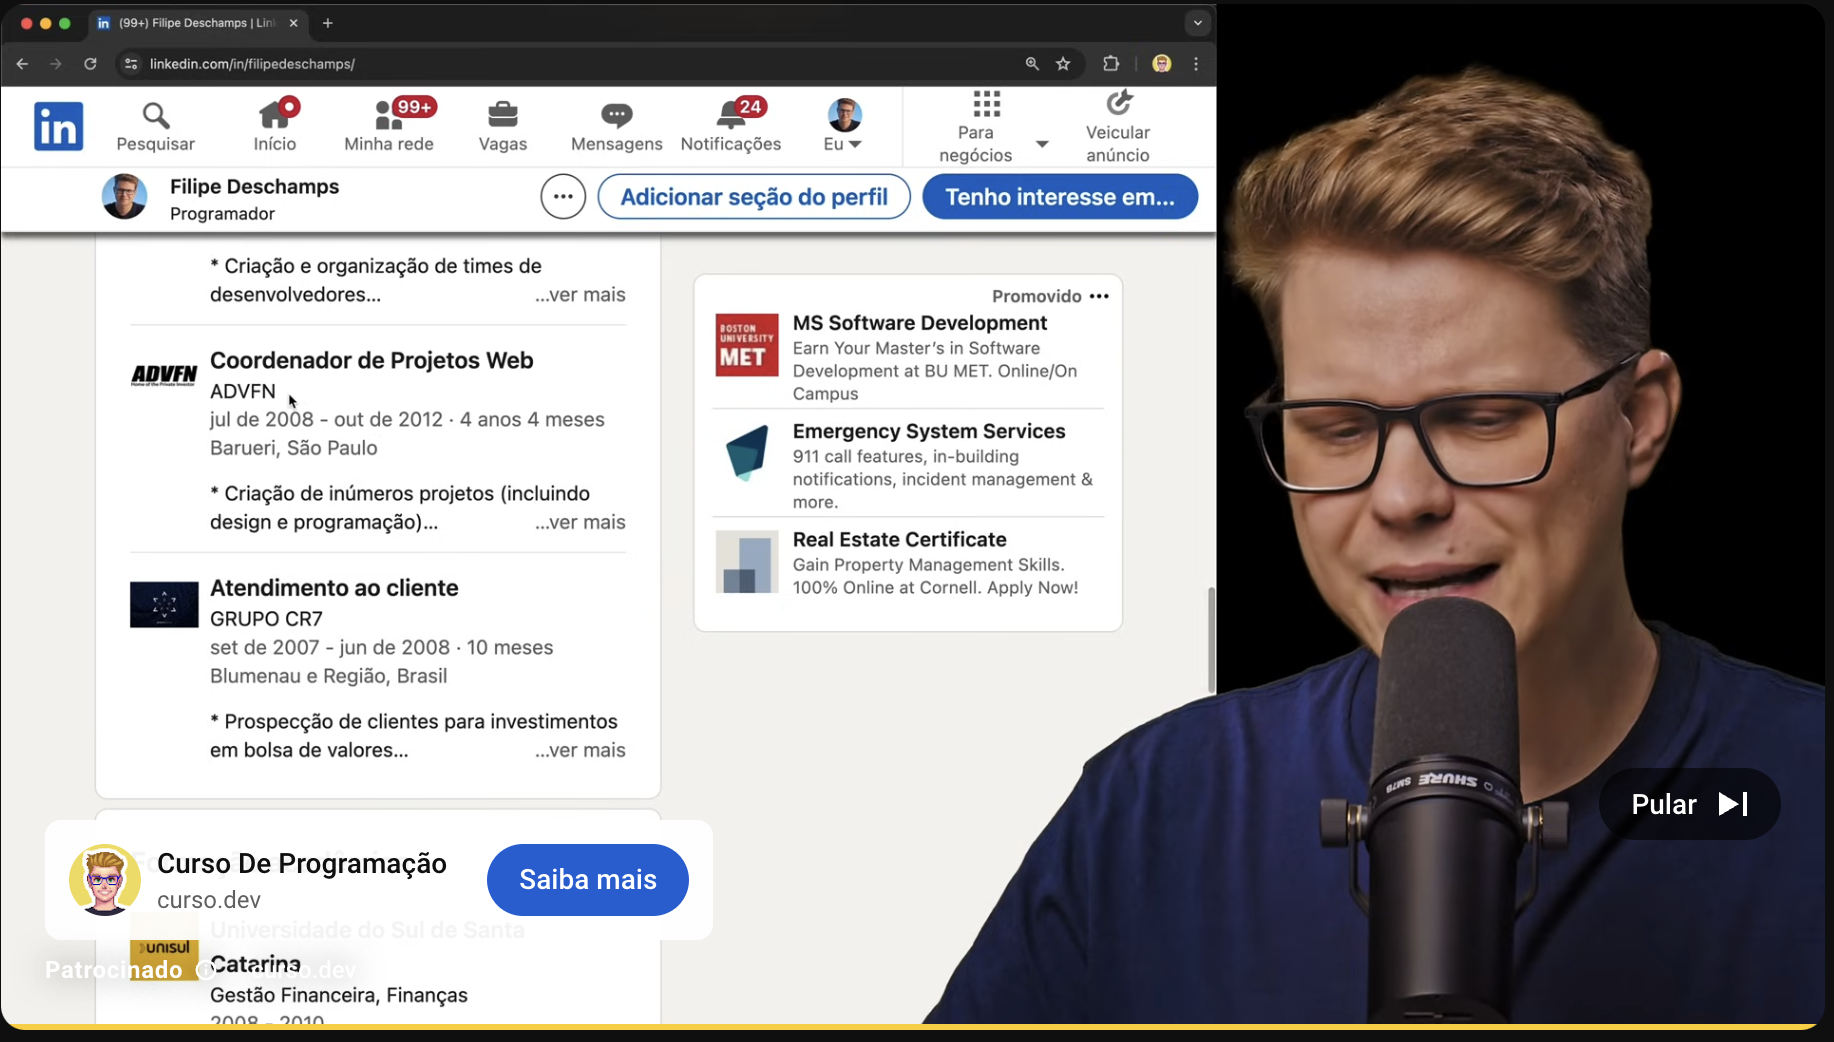 (99+) Filipe Deschamps | Lin
linkedin.com/in/filipedeschamps/
in
Pesquisar
Início
99+
Minha rede
Vagas
Mensagens
24
Notificações
Eu
Para negócios
Veicular anúncio
Filipe Deschamps
Programador
...
Adicionar seção do perfil
Tenho interesse em...
* Criação e organização de times de
desenvolvedores...
...ver mais
ADVFN
Coordenador de Projetos Web
ADVFN
jul de 2008 - out de 2012 · 4 anos 4 meses
Barueri, São Paulo
* Criação de inúmeros projetos (incluindo
design e programação)...
...ver mais
Atendimento ao cliente
GRUPO CR7
set de 2007 - jun de 2008 · 10 meses
Blumenau e Região, Brasil
* Prospecção de clientes para investimentos
em bolsa de valores...
...ver mais
Promovido
BOSTON
UNIVERSITY
MET
MS Software Development
Earn Your Master's in Software
Development at BU MET. Online/On
Campus
Emergency System Services
911 call features, in-building
notifications, incident management &
more.
Real Estate Certificate
Gain Property Management Skills.
100% Online at Cornell. Apply Now!
SHURE SM7B
Pular
Curso De Programação
curso.dev
Saiba mais
Universidade do Sul de Santa
Catarina
unisul
Patrocinado
curso.dev
Gestão Financeira, Finanças
2008 - 2010